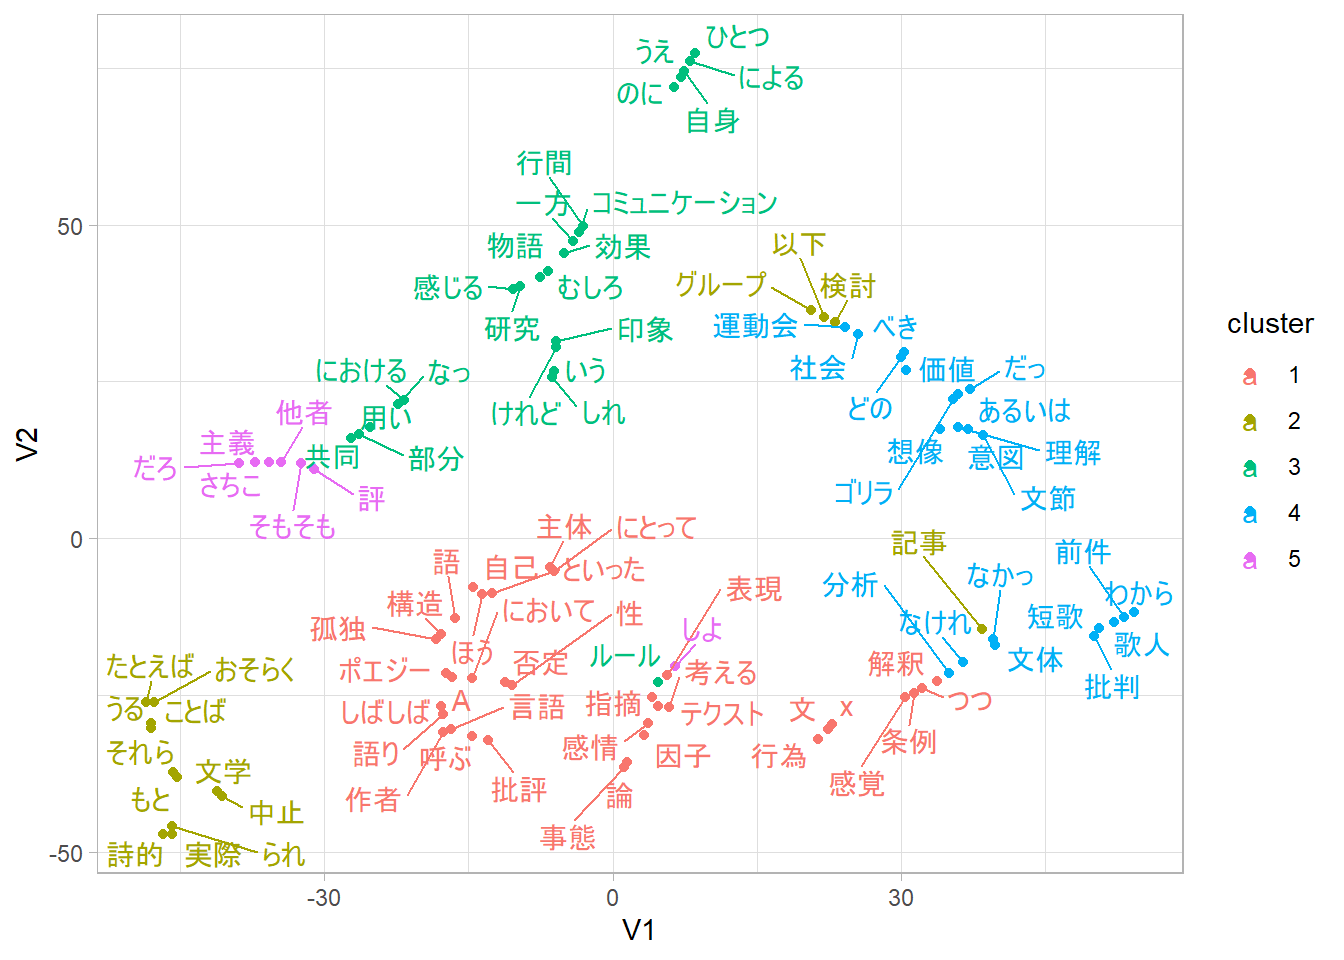 ひとつ
うえ
による
のに
自身
行間
一方
コミュニケーション
物語
効果
感じる
むしろ
研究
印象
における
なっ
いう
けれど
しれ
用い
他者
主義
共同
部分
だろ
さちこ
評
そもそも
以下
グループ
検討
運動会
べき
社会
価値
だっ
どの
あるいは
想像
意図
理解
ゴリラ
文節
記事
前件
分析
なかっ
わから
なけれ
短歌
歌人
文体
批判
主体
にとって
語
自己
といった
表現
構造
において
性
孤独
しよ
ほう
否定
ルール
解釈
ポエジー
考える
つつ
しばしば
A
言語
指摘
テクスト
文
x
語り
呼ぶ
感情
因子
行為
条例
作者
批評
論
感覚
事態
たとえば
おそらく
うる
ことば
それら
文学
もと
中止
詩的
実際
られ
50
0
-50
-30
0
30
V1
V2
cluster
a 1
a 2
a 3
a 4
a 5